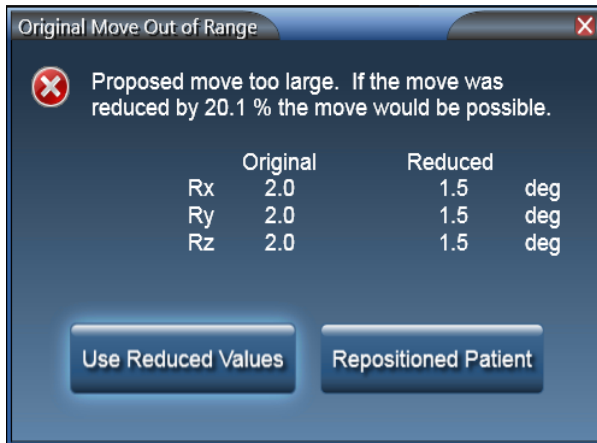 Original Move Out of Range
Proposed move too large. If the move was
reduced by 20.1 % the move would be possible.
Original Reduced
Rx 2.0 1.5 deg
Ry 2.0 1.5 deg
Rz 2.0 1.5 deg
Use Reduced Values Repositioned Patient